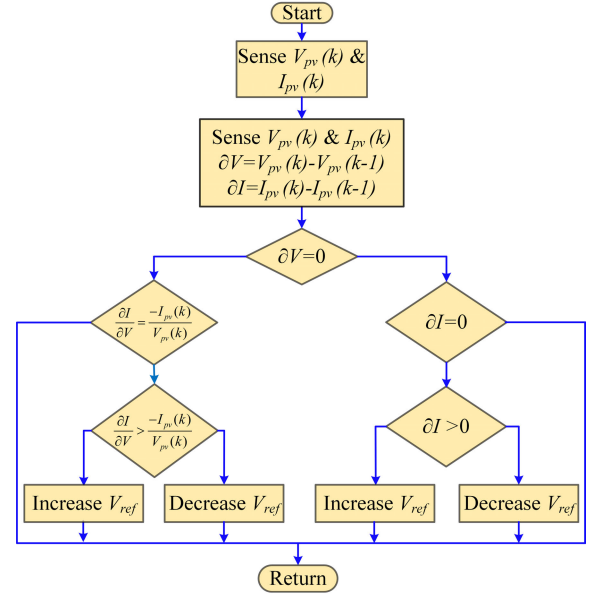 Start
Sense V_pv (k) &
I_pv (k)
Sense V_pv (k) & I_pv (k)
∂V=V_pv (k)-V_pv (k-1)
∂I=I_pv (k)-I_pv (k-1)
∂V=0
∂I/∂V = −I_pv (k)/V_pv (k)
∂I=0
∂I/∂V > −I_pv (k)/V_pv (k)
∂I >0
Increase V_ref
Decrease V_ref
Increase V_ref
Decrease V_ref
Return